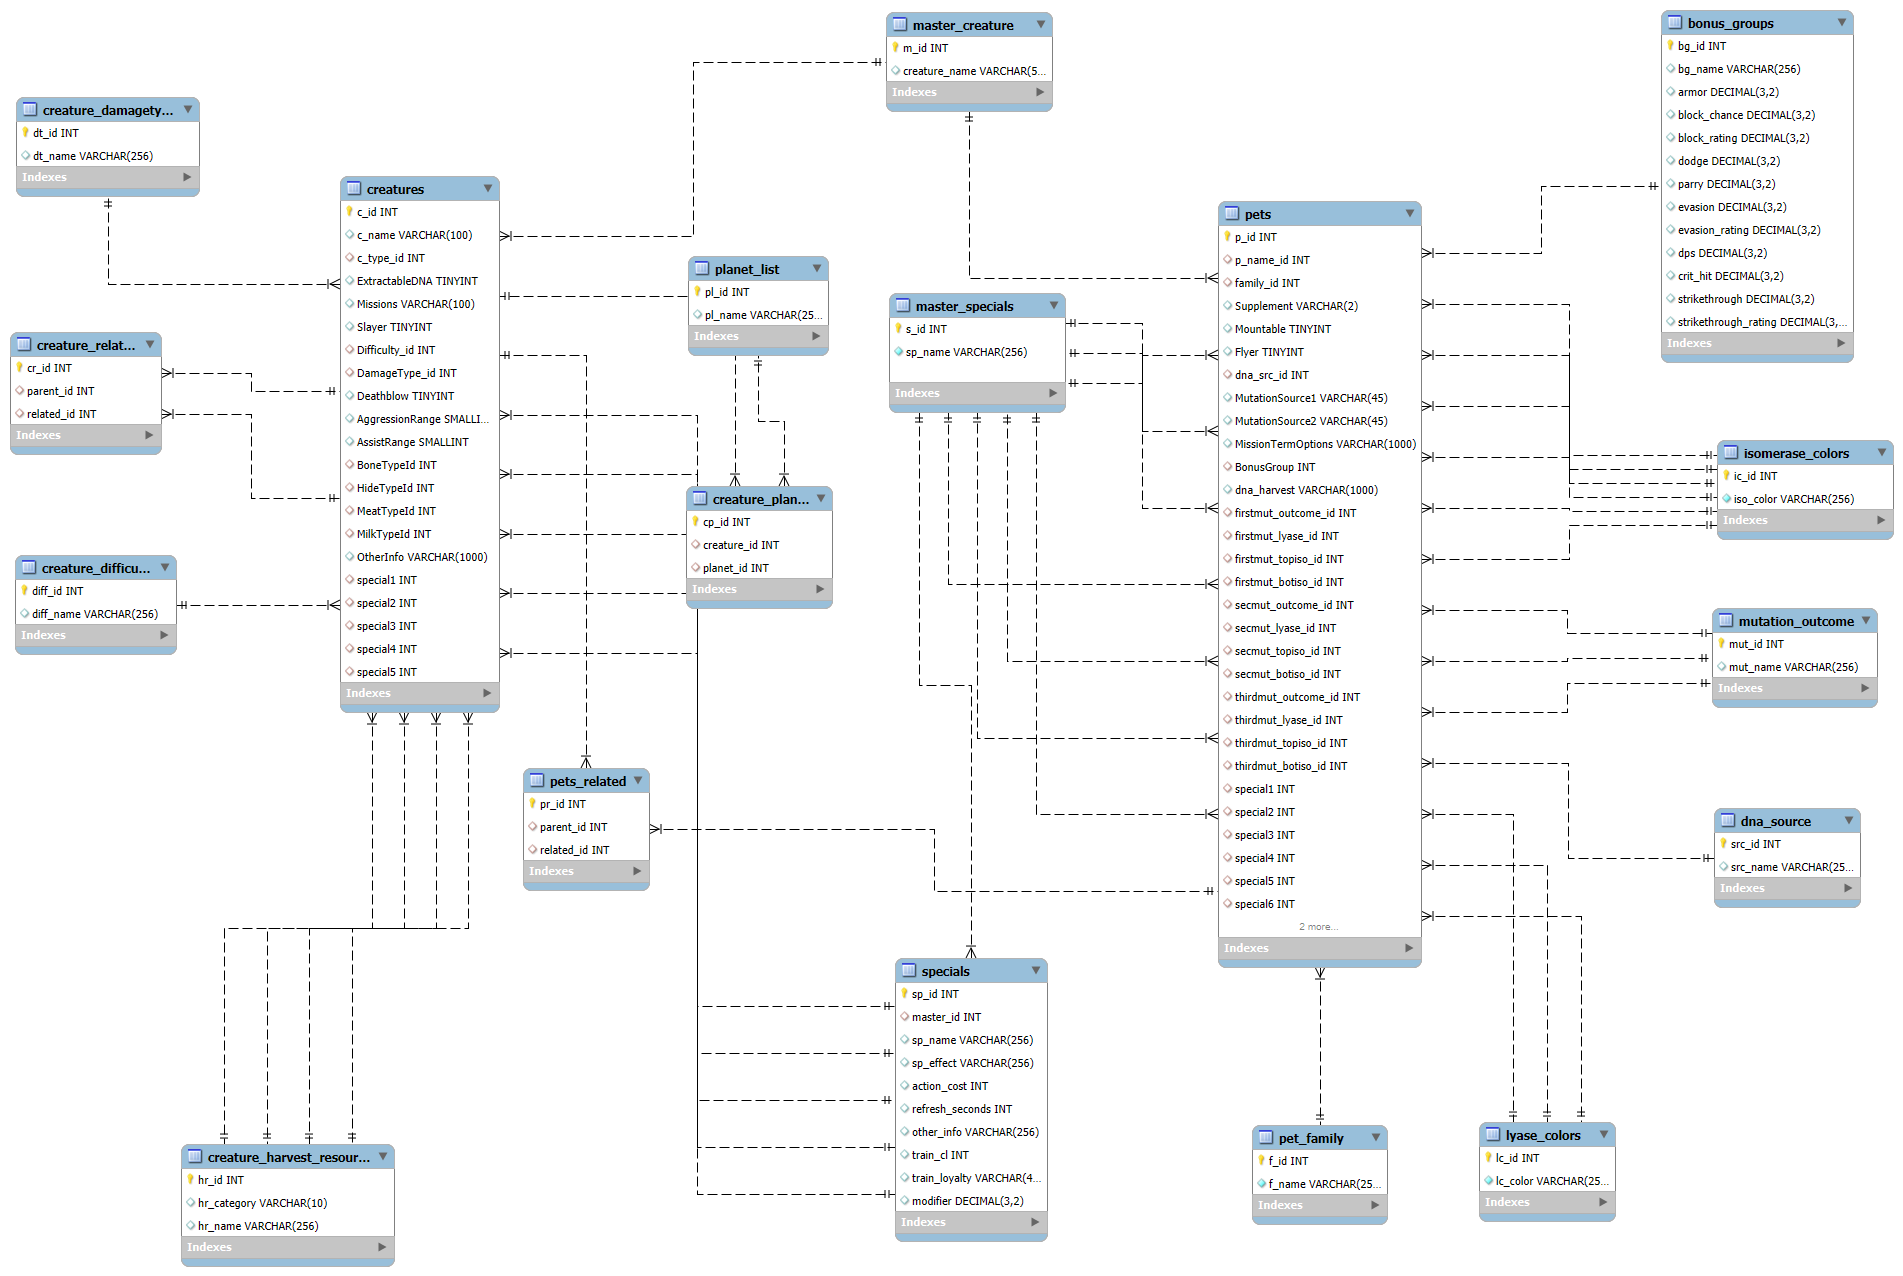 master_creature
m_id INT
creature_name VARCHAR(5...
Indexes
bonus_groups
bg_id INT
bg_name VARCHAR(256)
armor DECIMAL(3,2)
block_chance DECIMAL(3,2)
block_rating DECIMAL(3,2)
dodge DECIMAL(3,2)
parry DECIMAL(3,2)
evasion DECIMAL(3,2)
evasion_rating DECIMAL(3,2)
dps DECIMAL(3,2)
crit_hit DECIMAL(3,2)
strikethrough DECIMAL(3,2)
strikethrough_rating DECIMAL(3,...
Indexes
creature_damagety...
dt_id INT
dt_name VARCHAR(256)
Indexes
creatures
c_id INT
c_name VARCHAR(100)
c_type_id INT
ExtractableDNA TINYINT
Missions VARCHAR(100)
Slayer TINYINT
Difficulty_id INT
DamageType_id INT
Deathblow TINYINT
AggressionRange SMALLI...
AssistRange SMALLINT
BoneTypeId INT
HideTypeId INT
MeatTypeId INT
MilkTypeId INT
OtherInfo VARCHAR(1000)
special1 INT
special2 INT
special3 INT
special4 INT
special5 INT
Indexes
planet_list
pl_id INT
pl_name VARCHAR(25...
Indexes
master_specials
s_id INT
sp_name VARCHAR(256)
Indexes
pets
p_id INT
p_name_id INT
family_id INT
Supplement VARCHAR(2)
Mountable TINYINT
Flyer TINYINT
dna_src_id INT
MutationSource1 VARCHAR(45)
MutationSource2 VARCHAR(45)
MissionTermOptions VARCHAR(1000)
BonusGroup INT
dna_harvest VARCHAR(1000)
firstmut_outcome_id INT
firstmut_lyase_id INT
firstmut_topiso_id INT
firstmut_botiso_id INT
secmut_outcome_id INT
secmut_lyase_id INT
secmut_topiso_id INT
secmut_botiso_id INT
thirdmut_outcome_id INT
thirdmut_lyase_id INT
thirdmut_topiso_id INT
thirdmut_botiso_id INT
special1 INT
special2 INT
special3 INT
special4 INT
special5 INT
special6 INT
2 more...
Indexes
creature_relat...
cr_id INT
parent_id INT
related_id INT
Indexes
creature_plan...
cp_id INT
creature_id INT
planet_id INT
Indexes
isomerase_colors
ic_id INT
iso_color VARCHAR(256)
Indexes
creature_difficu...
diff_id INT
diff_name VARCHAR(256)
Indexes
mutation_outcome
mut_id INT
mut_name VARCHAR(256)
Indexes
pets_related
pr_id INT
parent_id INT
related_id INT
Indexes
dna_source
src_id INT
src_name VARCHAR(25...
Indexes
specials
sp_id INT
master_id INT
sp_name VARCHAR(256)
sp_effect VARCHAR(256)
action_cost INT
refresh_seconds INT
other_info VARCHAR(256)
train_cl INT
train_loyalty VARCHAR(4...
modifier DECIMAL(3,2)
Indexes
creature_harvest_resour...
hr_id INT
hr_category VARCHAR(10)
hr_name VARCHAR(256)
Indexes
pet_family
f_id INT
f_name VARCHAR(25...
Indexes
lyase_colors
lc_id INT
lc_color VARCHAR(25...
Indexes